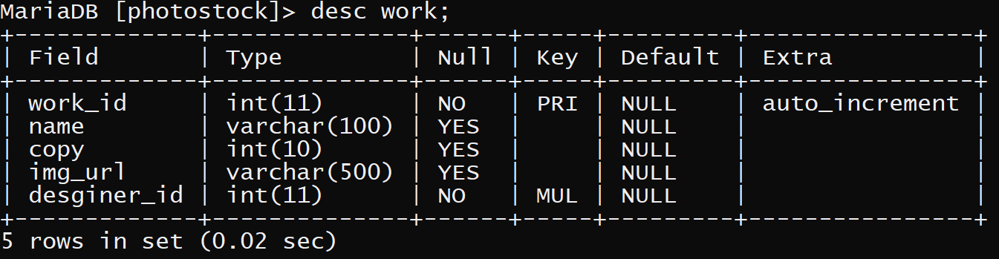 MariaDB [photostock]> desc work;
+-------------+--------------+------+-----+---------+----------------+
| Field       | Type         | Null | Key | Default | Extra          |
+-------------+--------------+------+-----+---------+----------------+
| work_id     | int(11)      | NO   | PRI | NULL    | auto_increment |
| name        | varchar(100) | YES  |     | NULL    |                |
| copy        | int(10)      | YES  |     | NULL    |                |
| img_url     | varchar(500) | YES  |     | NULL    |                |
| desginer_id | int(11)      | NO   | MUL | NULL    |                |
+-------------+--------------+------+-----+---------+----------------+
5 rows in set (0.02 sec)